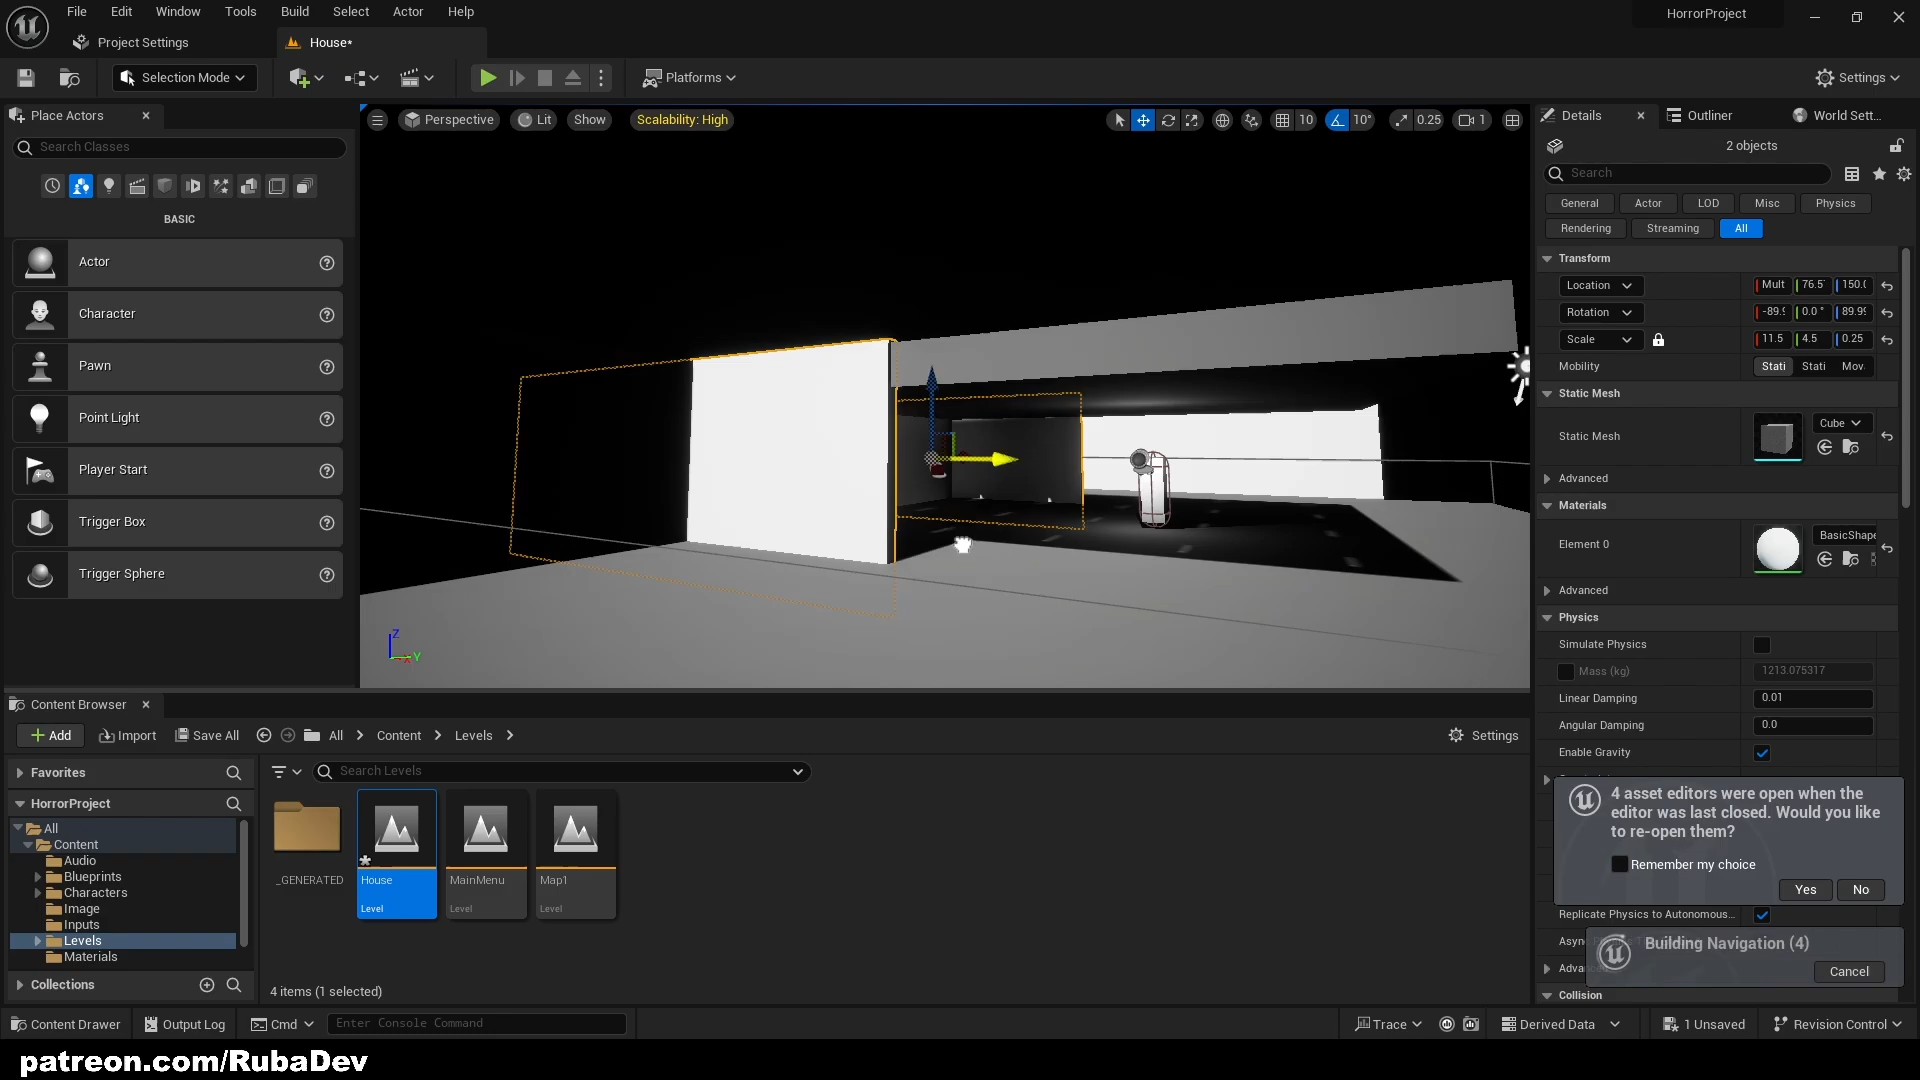 File Edit Window Tools Build Select Actor Help
HorrorProject
Project Settings
House*
Selection Mode
Platforms
Settings
Place Actors
Search Classes
BASIC
Actor
Character
Pawn
Point Light
Player Start
Trigger Box
Trigger Sphere
Perspective Lit Show Scalability: High
10 10° 0.25 1
Z
Y
Details Outliner World Sett...
2 objects
Search
General Actor LOD Misc Physics
Rendering Streaming All
Transform
Location Mult 76.5
Rotation -89.9 0.0 ° 89.99
Scale 11.5 4.5 0.25
Mobility Stati Stati Mov
Static Mesh
Static Mesh Cube
Advanced
Materials
Element 0 BasicShape
Advanced
Physics
Simulate Physics
Mass (kg) 1213.075317
Linear Damping 0.01
Angular Damping 0.0
Enable Gravity
4 asset editors were open when the
editor was last closed. Would you like
to re-open them?
Remember my choice
Yes No
Replicate Physics to Autonomous...
Building Navigation (4)
Cancel
Collision
Content Browser
Add Import Save All All Content Levels Settings
Favorites
Search Levels
HorrorProject
All
Content
Audio
Blueprints
Characters
Image
Inputs
Levels
Materials
Collections
_GENERATED
House
Level
MainMenu
Level
Map1
Level
4 items (1 selected)
Content Drawer Output Log Cmd Enter Console Command
Trace Derived Data 1 Unsaved Revision Control
patreon.com/RubaDev